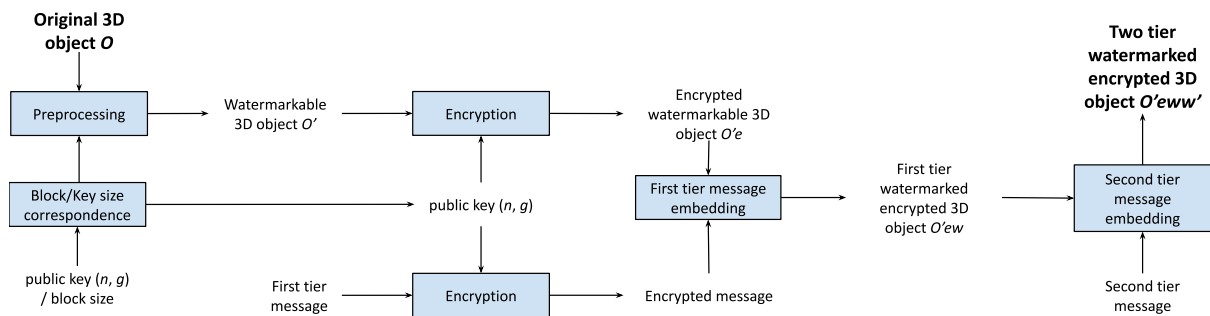 Original 3D
object O
Preprocessing
Watermarkable
3D object O'
Encryption
Encrypted
watermarkable 3D
object O'e
Two tier
watermarked
encrypted 3D
object O'eww'
Block/Key size
correspondence
public key (n, g)
First tier message
embedding
First tier
watermarked
encrypted 3D
object O'ew
Second tier
message
embedding
public key (n, g)
/ block size
First tier
message
Encryption
Encrypted message
Second tier
message